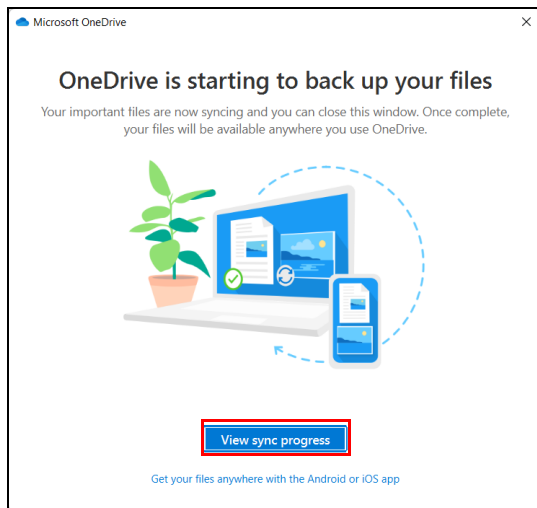 Microsoft OneDrive
OneDrive is starting to back up your files
Your important files are now syncing and you can close this window. Once complete,
your files will be available anywhere you use OneDrive.
View sync progress
Get your files anywhere with the Android or iOS app